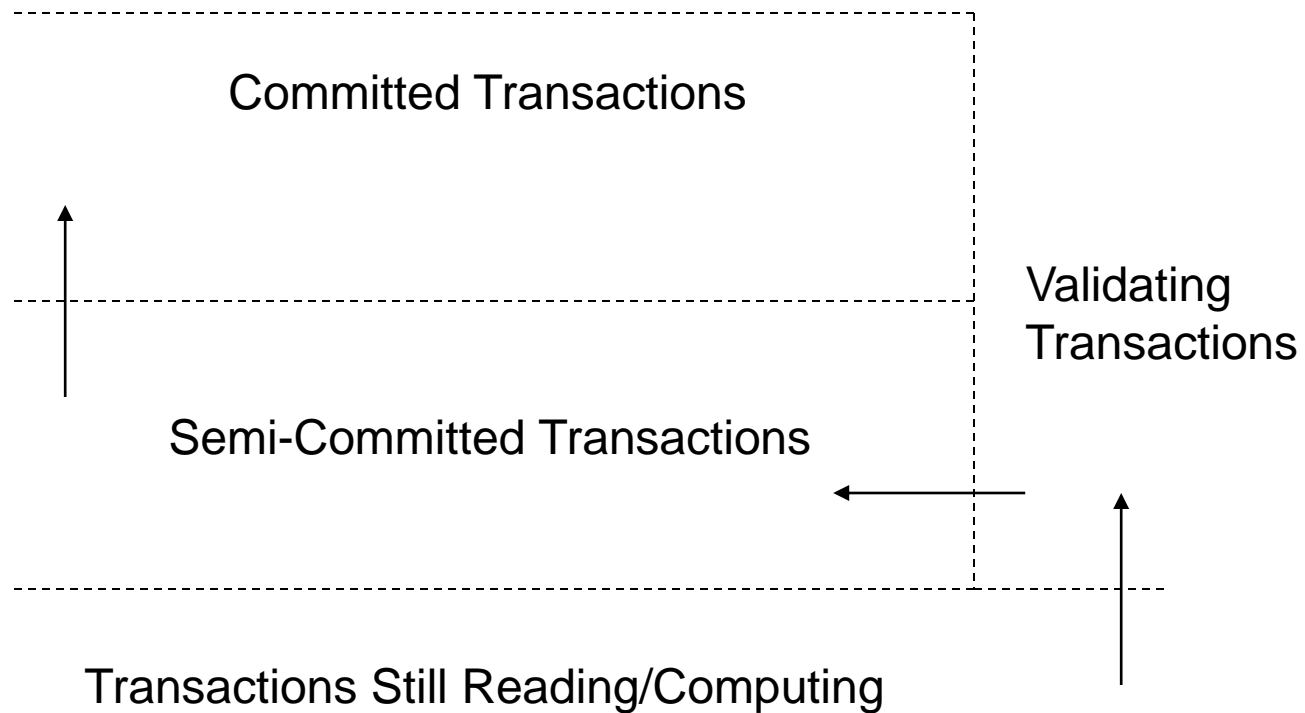 Committed Transactions
Validating
Transactions
Semi-Committed Transactions
Transactions Still Reading/Computing